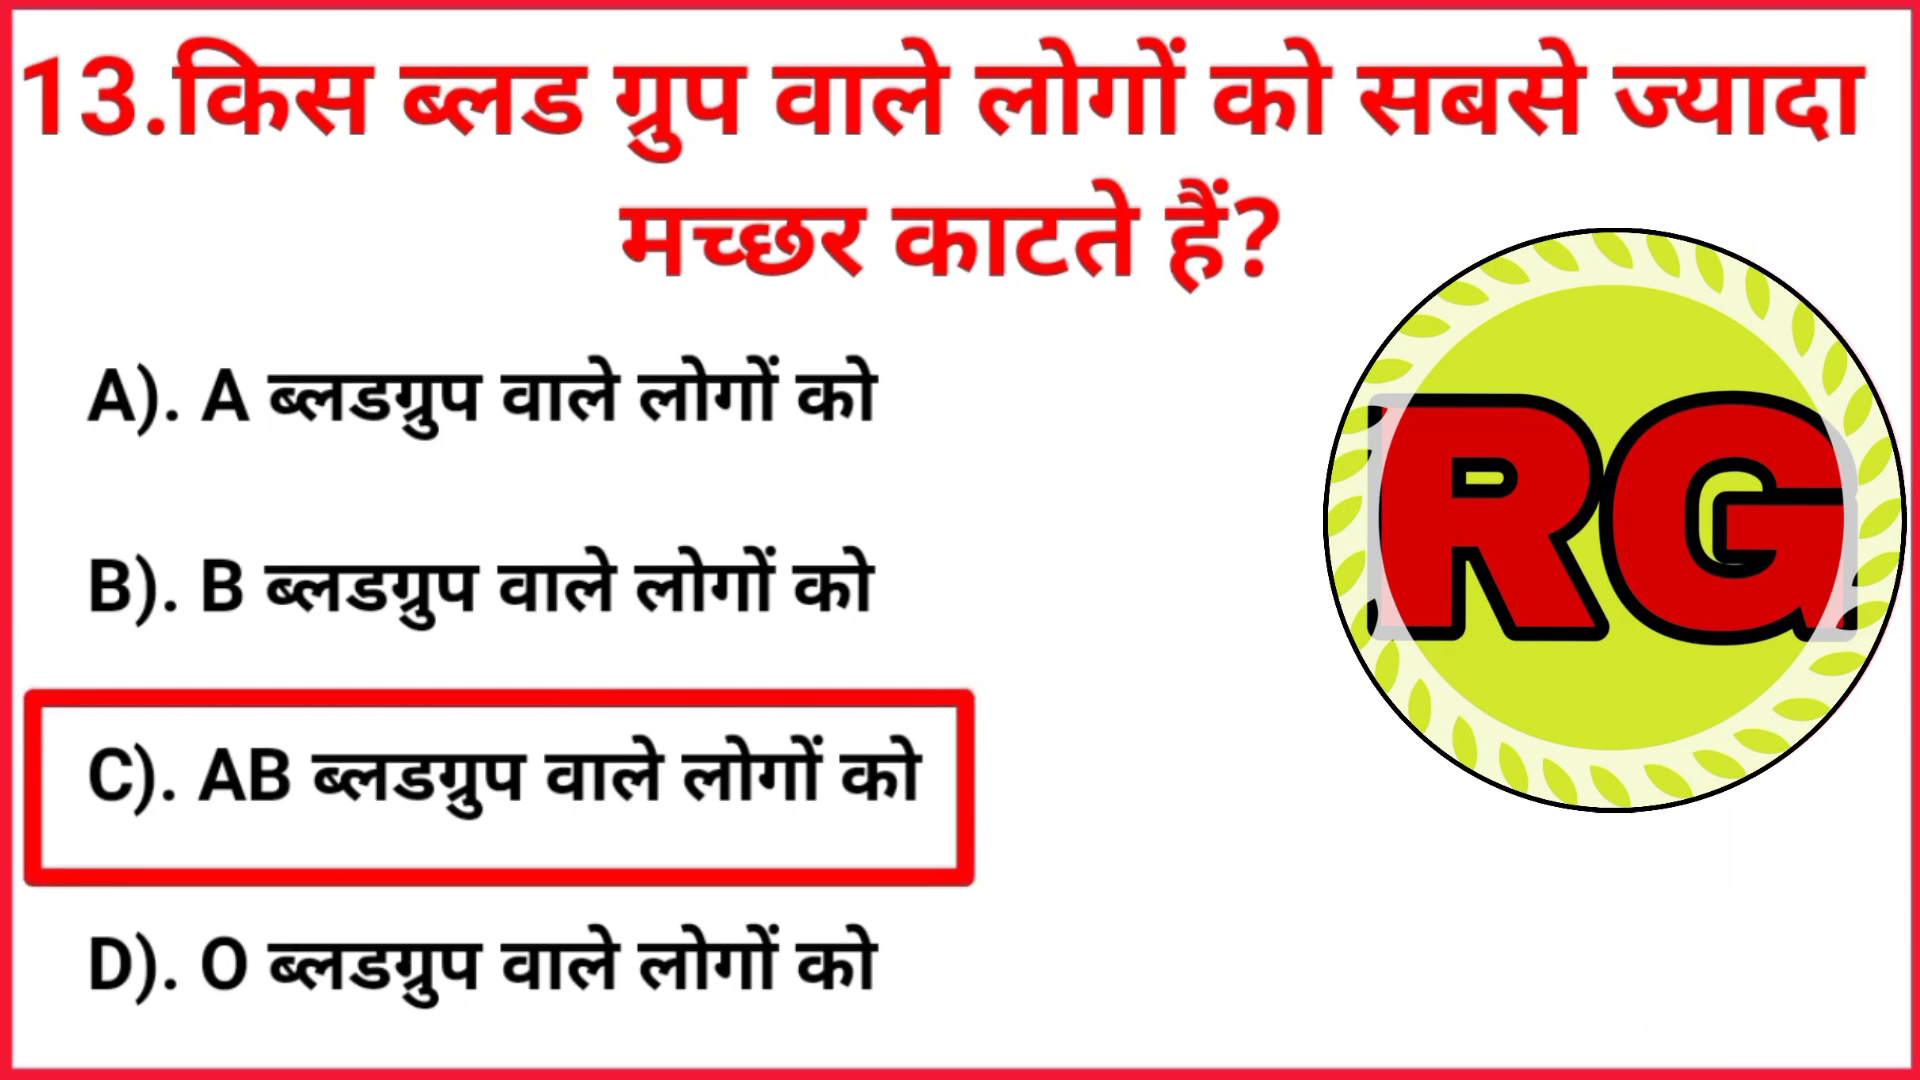 13.किस ब्लड ग्रुप वाले लोगों को सबसे ज्यादा
मच्छर काटते हैं?
A). A ब्लडग्रुप वाले लोगों को
B). B ब्लडग्रुप वाले लोगों को
RG
C). AB ब्लडग्रुप वाले लोगों को
D). O ब्लडग्रुप वाले लोगों को